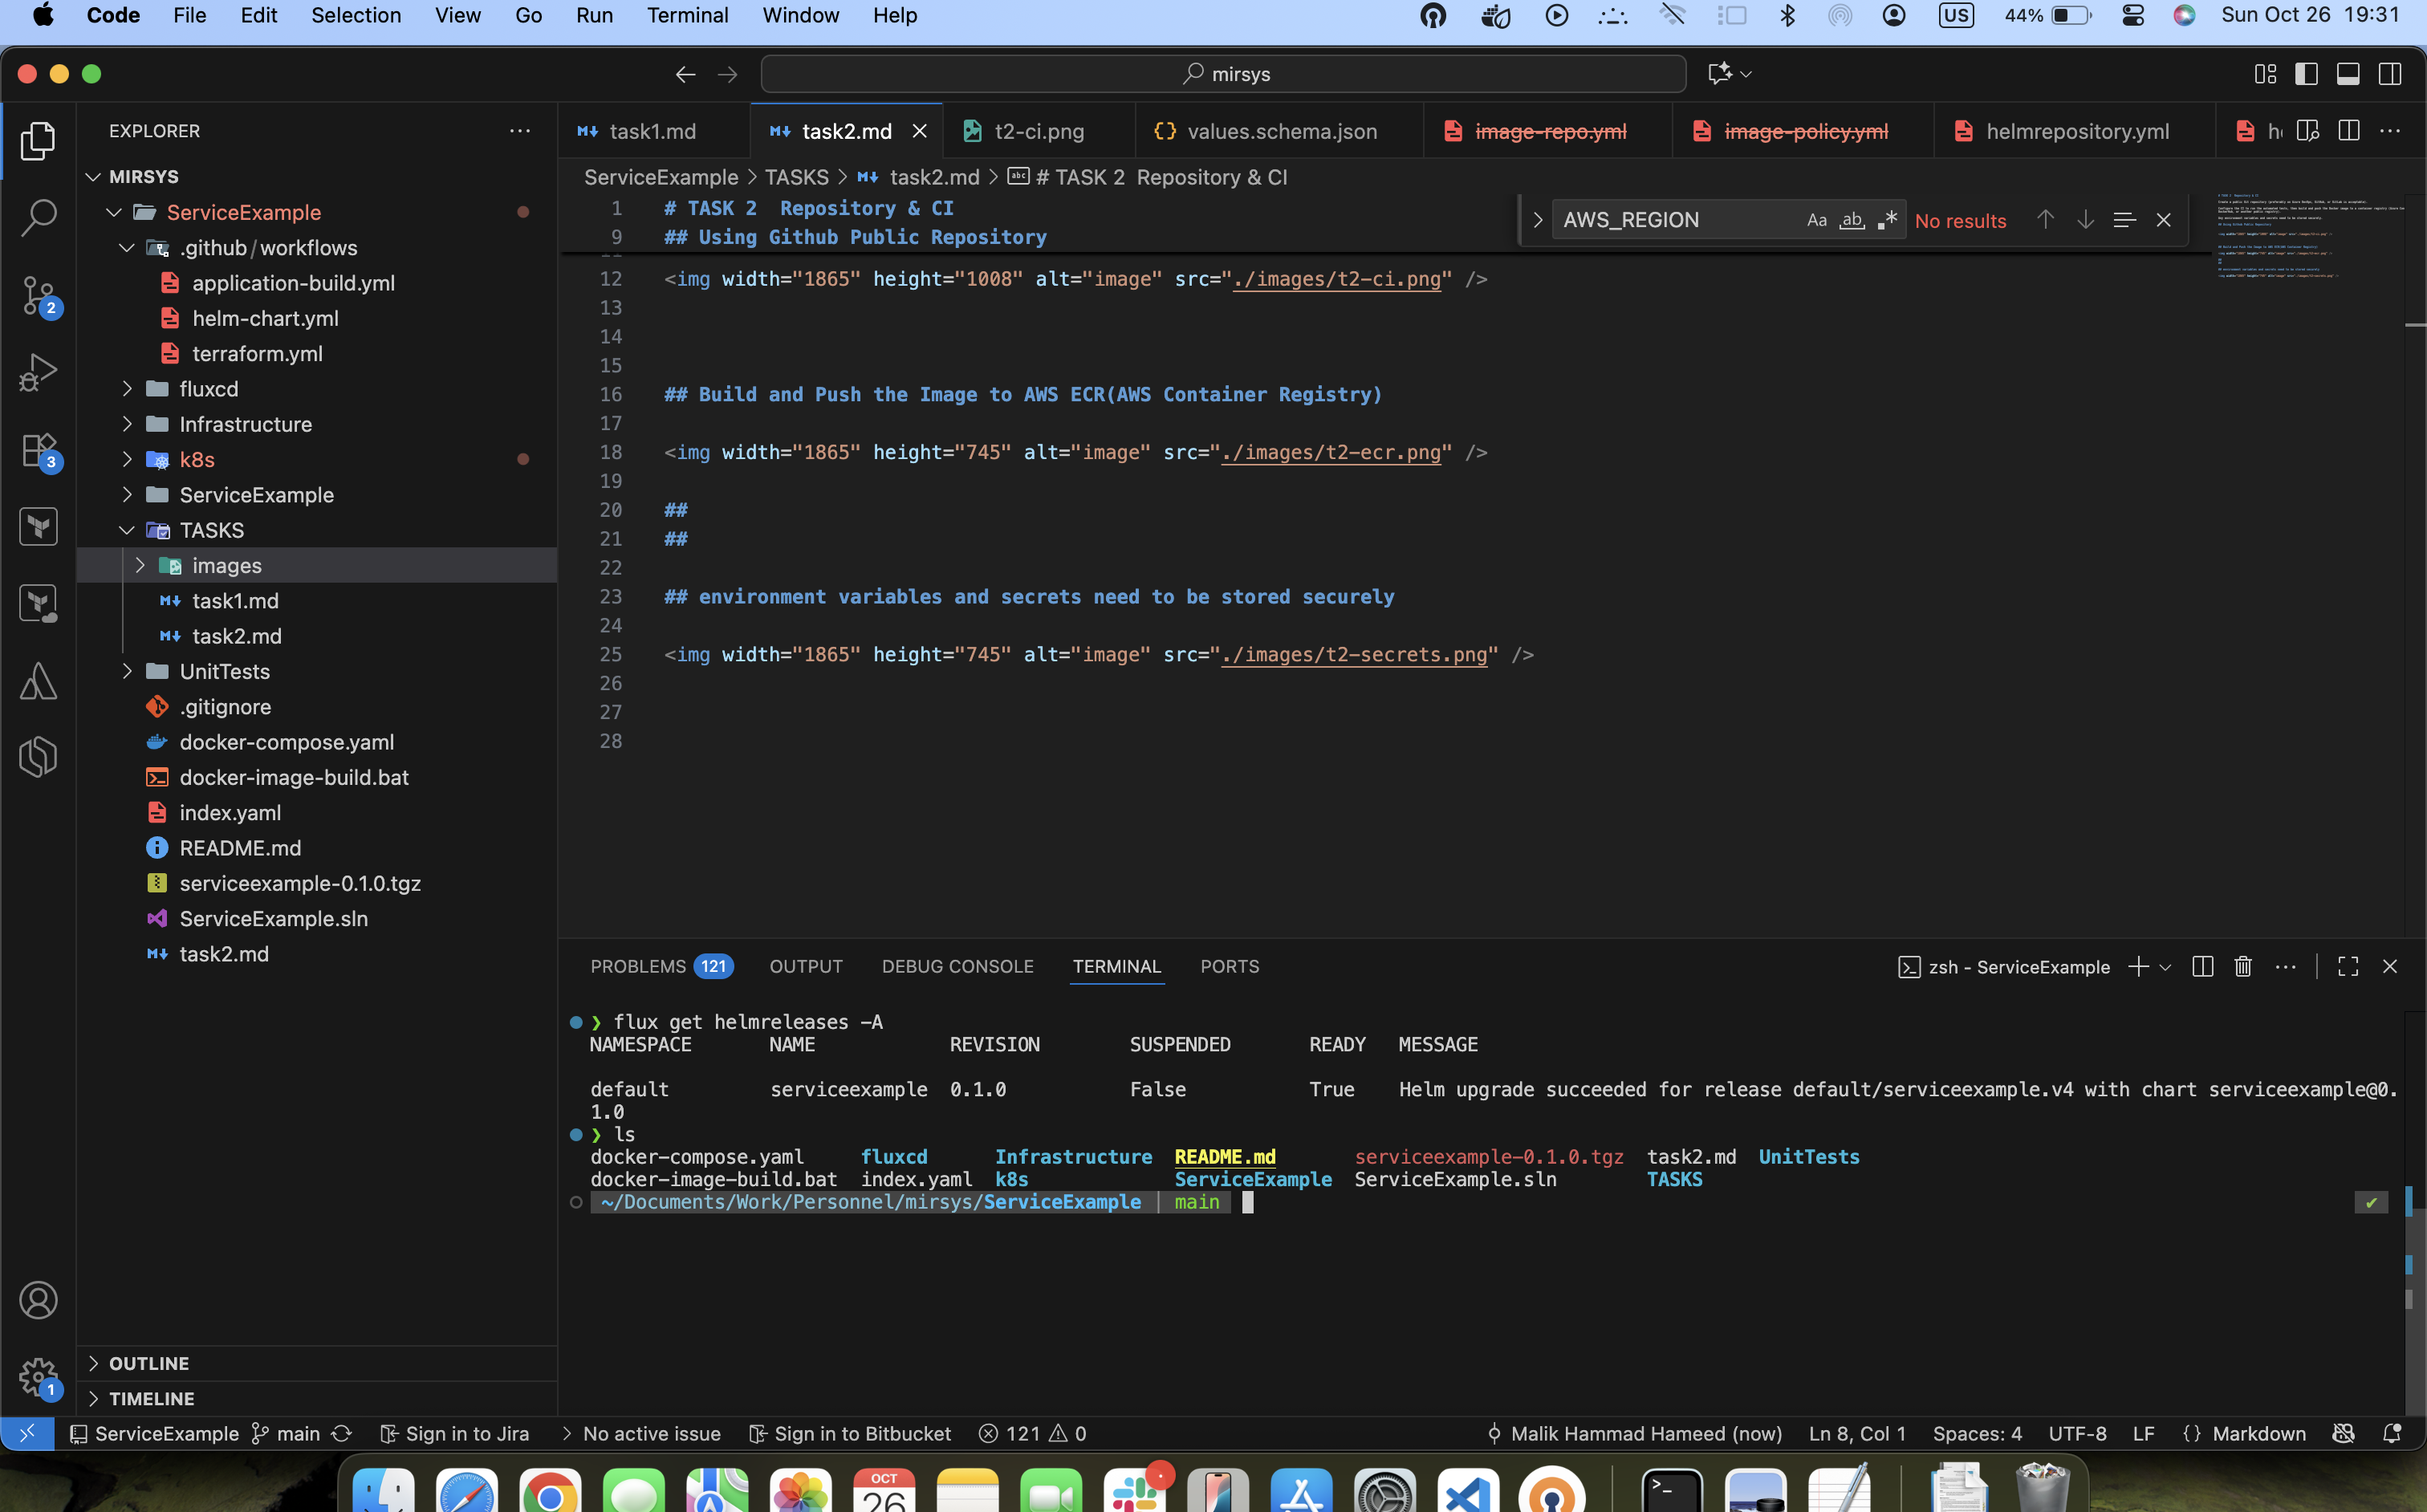 Code File Edit Selection View Go Run Terminal Window Help US 44% Sun Oct 26 19:31
mirsys
EXPLORER
MIRSYS
ServiceExample
.github/workflows
application-build.yml
helm-chart.yml
terraform.yml
fluxcd
Infrastructure
k8s
ServiceExample
TASKS
images
task1.md
task2.md
UnitTests
.gitignore
docker-compose.yaml
docker-image-build.bat
index.yaml
README.md
serviceexample-0.1.0.tgz
ServiceExample.sln
task2.md
OUTLINE
TIMELINE
2
3
1
task1.md task2.md t2-ci.png values.schema.json image-repo.yml image-policy.yml helmrepository.yml
ServiceExample > TASKS > task2.md > # TASK 2 Repository & CI
AWS_REGION Aa ab No results
1 # TASK 2  Repository & CI
9 ## Using Github Public Repository
12 <img width="1865" height="1008" alt="image" src="./images/t2-ci.png" />
13
14
15
16 ## Build and Push the Image to AWS ECR(AWS Container Registry)
17
18 <img width="1865" height="745" alt="image" src="./images/t2-ecr.png" />
19
20 ##
21 ##
22
23 ## environment variables and secrets need to be stored securely
24
25 <img width="1865" height="745" alt="image" src="./images/t2-secrets.png" />
26
27
28
PROBLEMS 121 OUTPUT DEBUG CONSOLE TERMINAL PORTS zsh - ServiceExample
❯ flux get helmreleases -A
NAMESPACE NAME REVISION SUSPENDED READY MESSAGE
default serviceexample 0.1.0 False True Helm upgrade succeeded for release default/serviceexample.v4 with chart serviceexample@0.
1.0
❯ ls
docker-compose.yaml fluxcd Infrastructure README.md serviceexample-0.1.0.tgz task2.md UnitTests
docker-image-build.bat index.yaml k8s ServiceExample ServiceExample.sln TASKS
~/Documents/Work/Personnel/mirsys/ServiceExample | main
ServiceExample main Sign in to Jira No active issue Sign in to Bitbucket 121 0 Malik Hammad Hameed (now) Ln 8, Col 1 Spaces: 4 UTF-8 LF {} Markdown
OCT
26